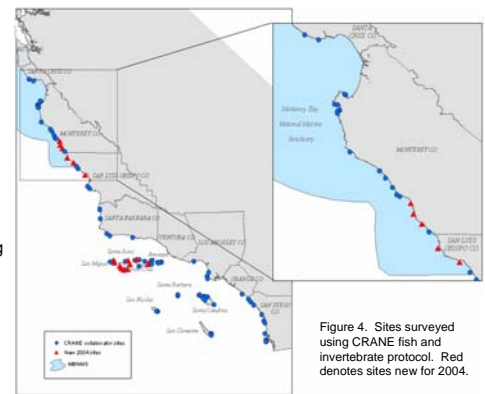 SANTA CRUZ CO
MONTEREY CO
SAN LUIS OBISPO CO
SANTA BARBARA CO
VENTURA CO
LOS ANGELES CO
Santa Rosa
Anacapa
San Miguel
ORANGE CO
Santa Barbara
San Nicolas
Santa Catalina
SAN DIEGO CO
San Clemente
CRANE collaborator sites
New 2004 sites
MBNMS
SANTA
CRUZ CO
Monterey Bay
National Marine
Sanctuary
MONTEREY CO
SAN LUIS
OBISPO CO
g
Figure 4. Sites surveyed
using CRANE fish and
invertebrate protocol. Red
denotes sites new for 2004.